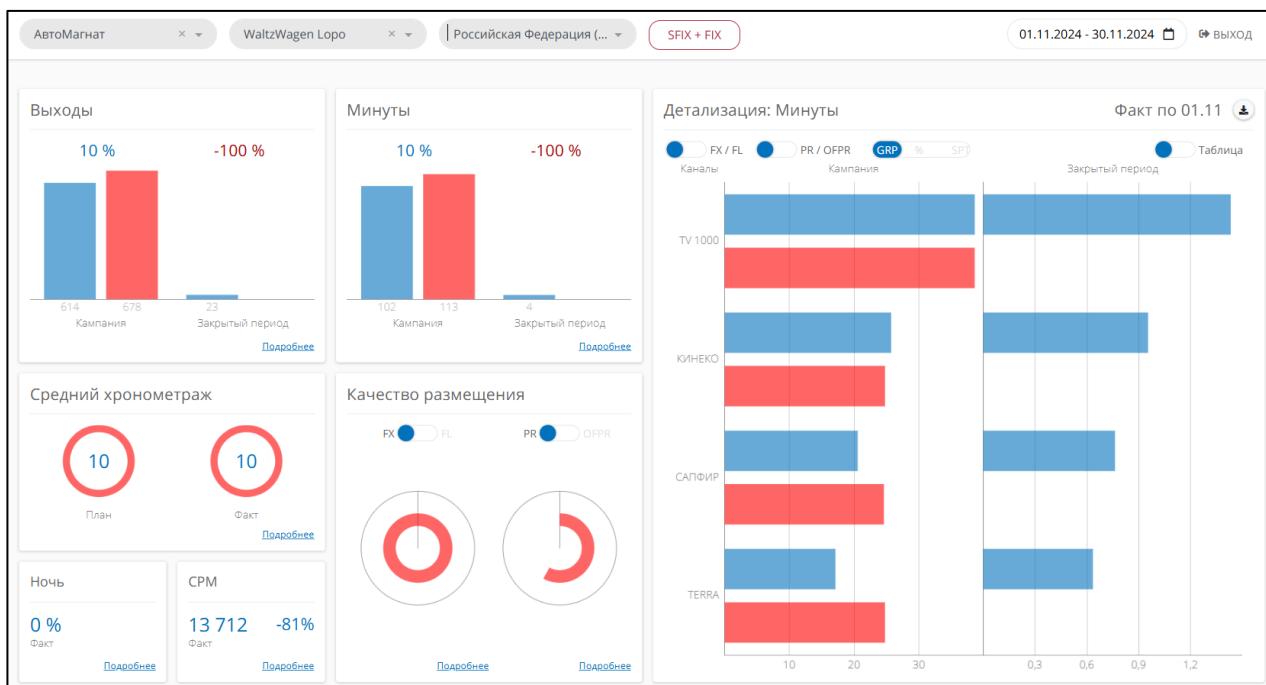 АвтоМагнат × WaltzWagen Lopo × Российская Федерация (... SFIX + FIX 01.11.2024 - 30.11.2024 ВЫХОД
Выходы
10 % -100 %
614 678 23
Кампания Закрытый период
Подробнее
Минуты
10 % -100 %
102 113 4
Кампания Закрытый период
Подробнее
Детализация: Минуты Факт по 01.11
FX / FL PR / OFPR GRP % SPT Таблица
Каналы Кампания Закрытый период
TV 1000
КИНЕКО
САПФИР
TERRA
10 20 30 0,3 0,6 0,9 1,2
Средний хронометраж
10 10
План Факт
Подробнее
Качество размещения
FX FL PR OFPR
Подробнее Подробнее
Ночь
0 %
Факт
Подробнее
CPM
13 712 -81%
Факт
Подробнее